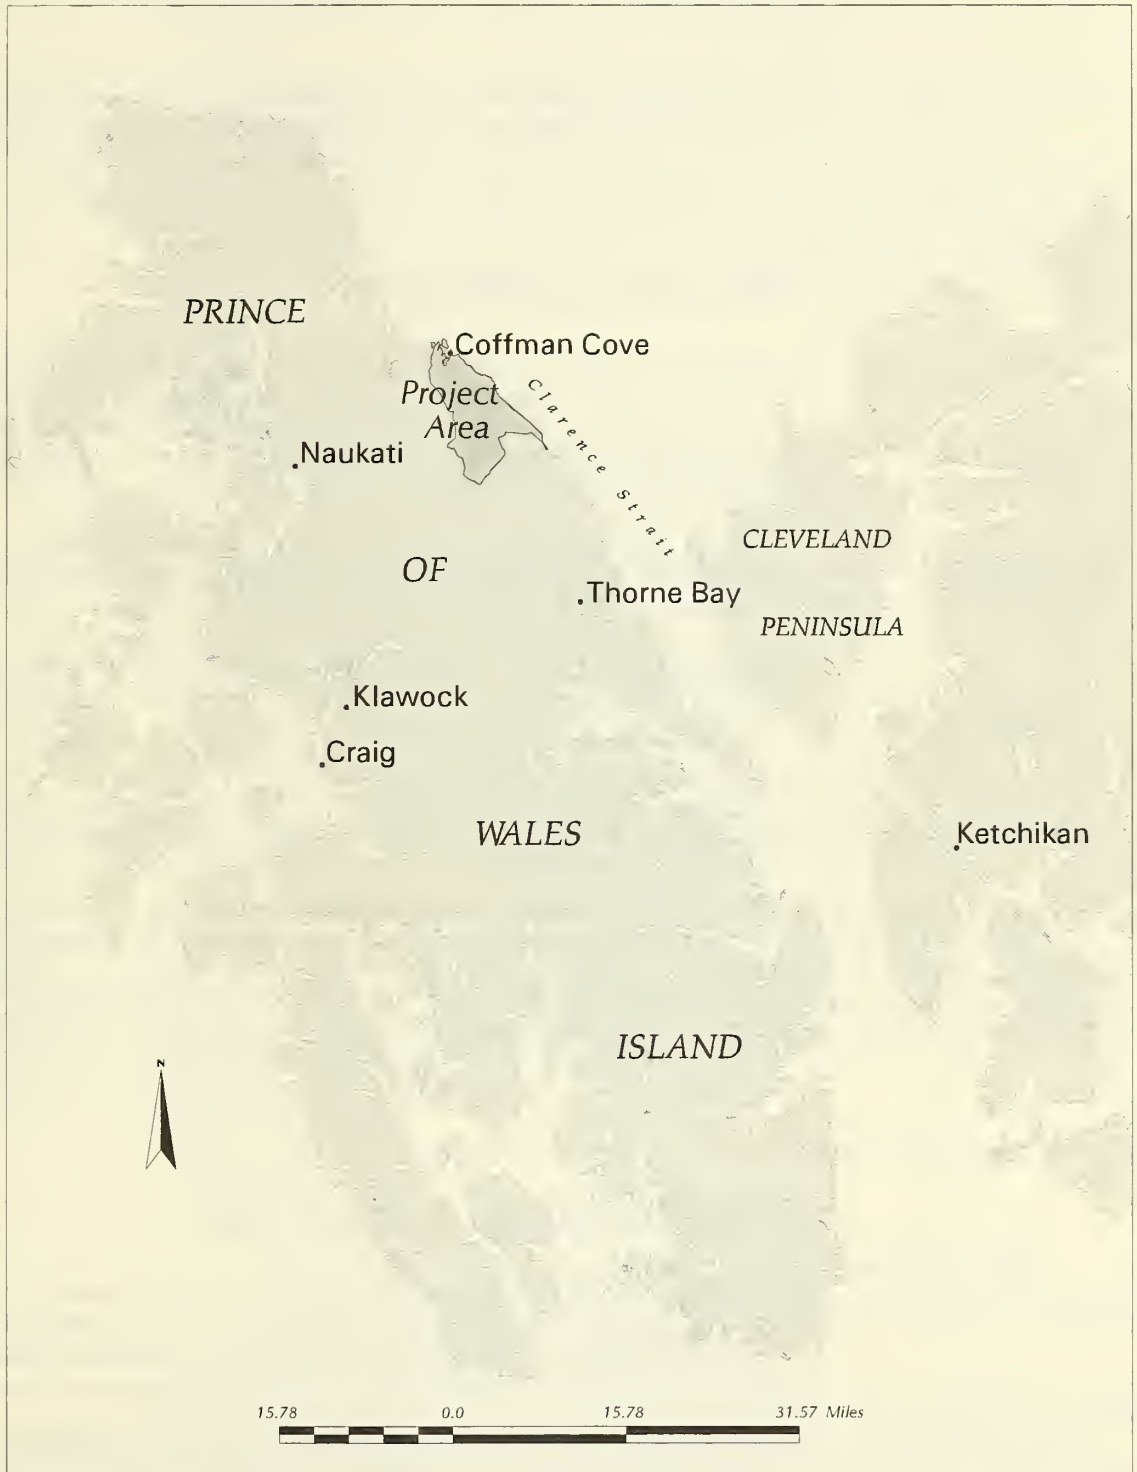 PRINCE
Coffman Cove
Project
Area
Clarence Strait
Naukati
CLEVELAND
OF
Thorne Bay
PENINSULA
Klawock
Craig
WALES
Ketchikan
ISLAND
N
15.78 0.0 15.78 31.57 Miles